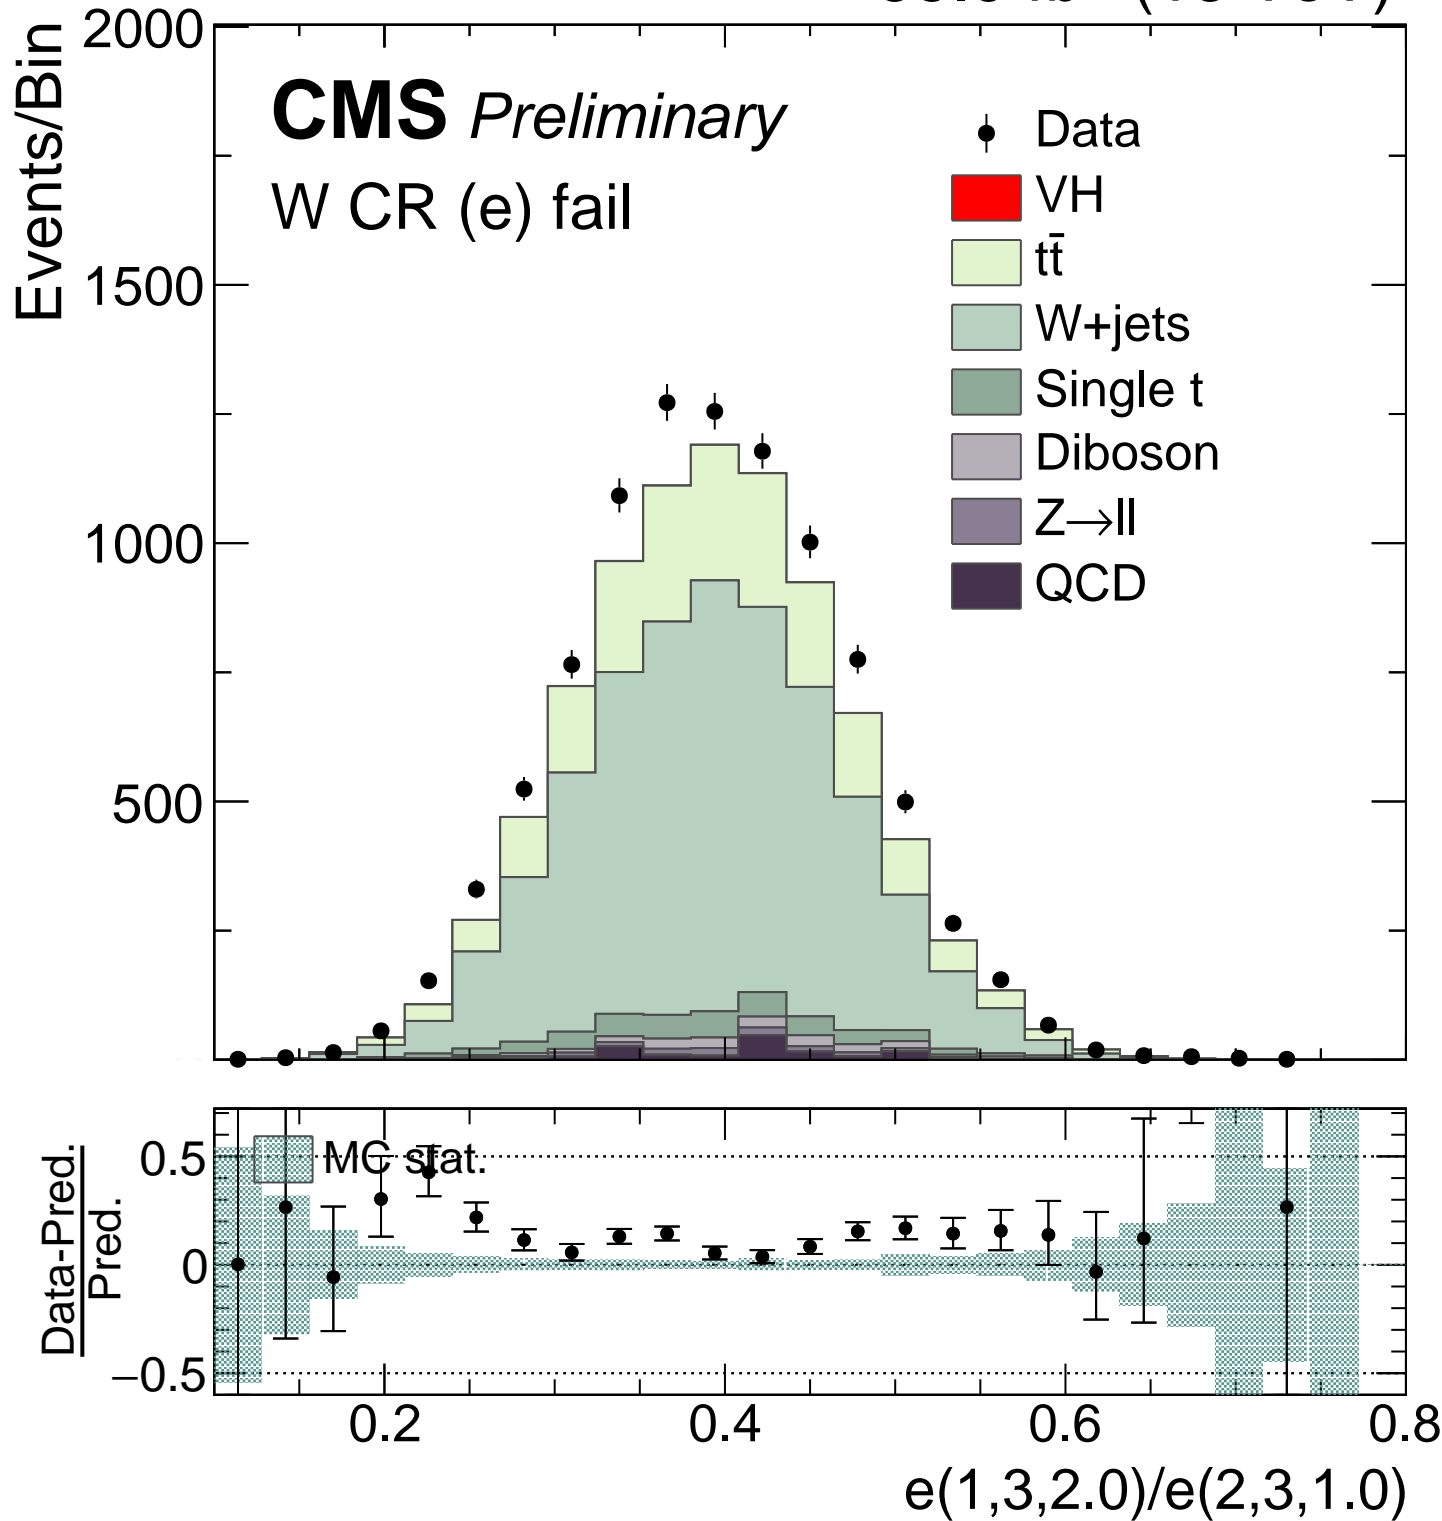 2000
Events/Bin
CMS Preliminary
W CR (e) fail
Data
VH
tt̄
W+jets
Single t
Diboson
Z→ll
QCD
1500
1000
500
MC stat.
Data-Pred.
Pred.
0.5
0
−0.5
0.2
0.4
0.6
0.8
e(1,3,2.0)/e(2,3,1.0)